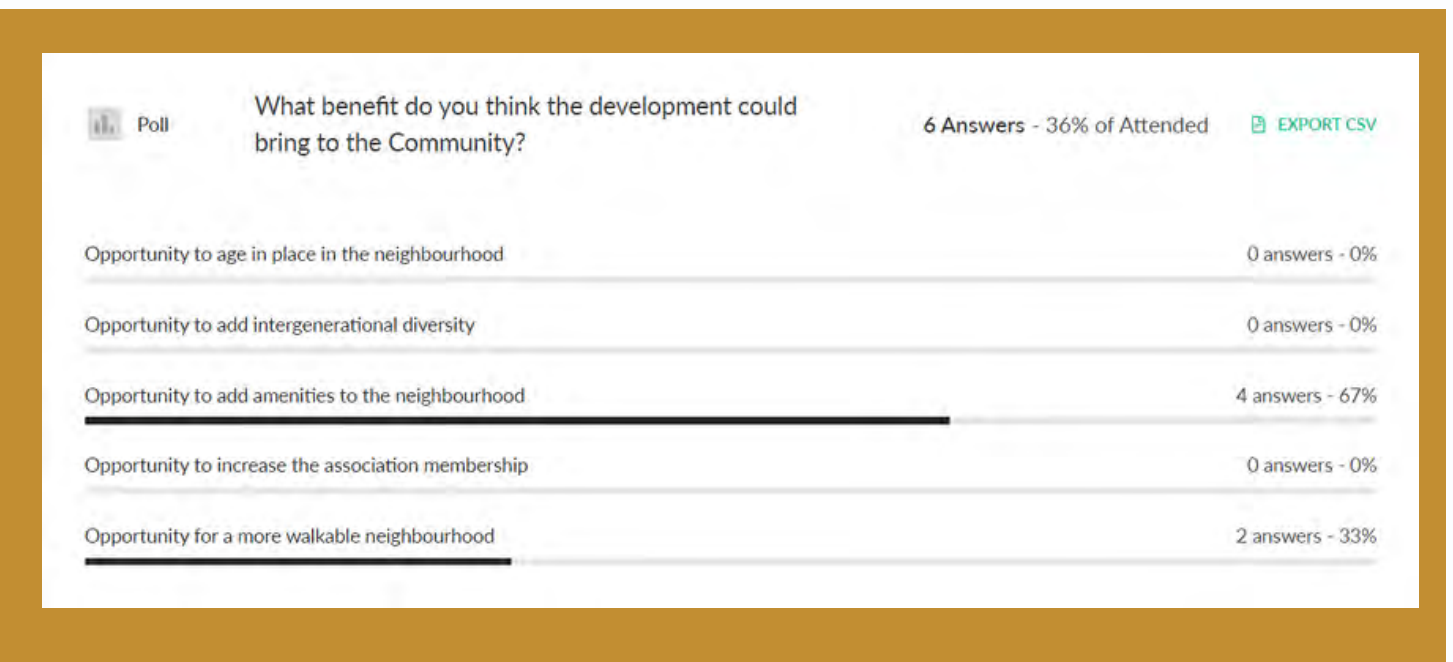 Poll
What benefit do you think the development could
bring to the Community?
6 Answers - 36% of Attended
EXPORT CSV
Opportunity to age in place in the neighbourhood
0 answers - 0%
Opportunity to add intergenerational diversity
0 answers - 0%
Opportunity to add amenities to the neighbourhood
4 answers - 67%
Opportunity to increase the association membership
0 answers - 0%
Opportunity for a more walkable neighbourhood
2 answers - 33%